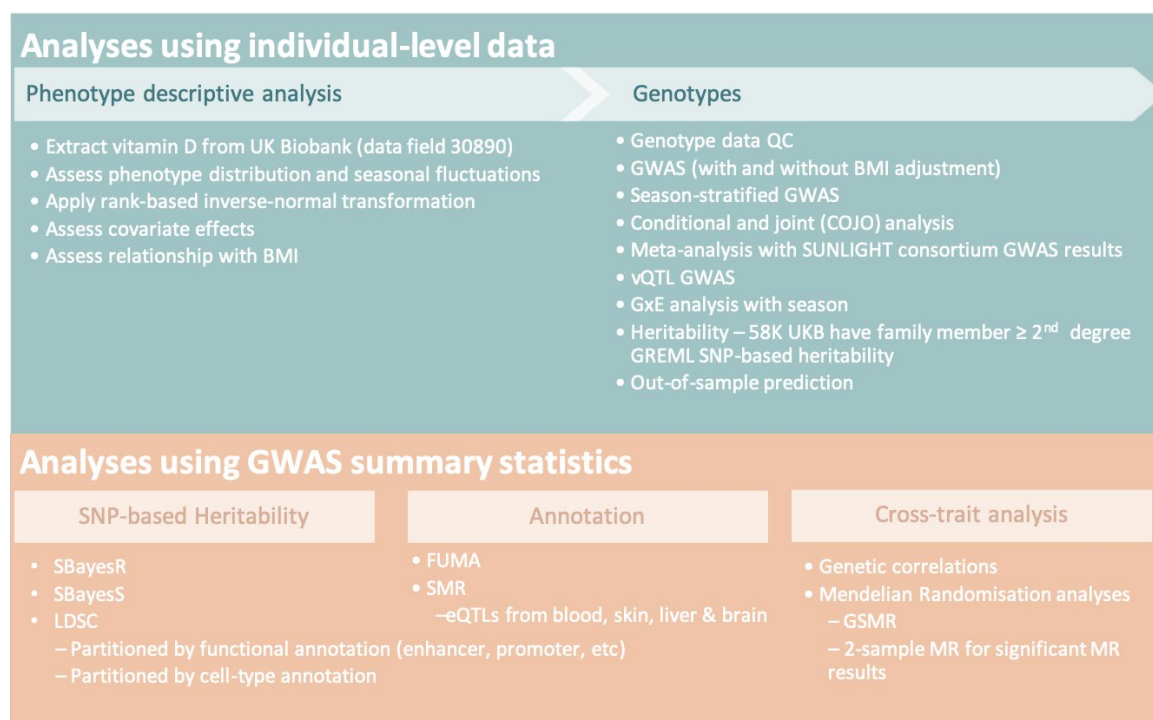 Analyses using individual-level data
Phenotype descriptive analysis
• Extract vitamin D from UK Biobank (data field 30890)
• Assess phenotype distribution and seasonal fluctuations
• Apply rank-based inverse-normal transformation
• Assess covariate effects
• Assess relationship with BMI
Genotypes
• Genotype data QC
• GWAS (with and without BMI adjustment)
• Season-stratified GWAS
• Conditional and joint (COJO) analysis
• Meta-analysis with SUNLIGHT consortium GWAS results
• vQTL GWAS
• GxE analysis with season
• Heritability – 58K UKB have family member ≥ 2nd degree
GREML SNP-based heritability
• Out-of-sample prediction
Analyses using GWAS summary statistics
SNP-based Heritability
• SBayesR
• SBayesS
• LDSC
– Partitioned by functional annotation (enhancer, promoter, etc)
– Partitioned by cell-type annotation
Annotation
• FUMA
• SMR
–eQTLs from blood, skin, liver & brain
Cross-trait analysis
• Genetic correlations
• Mendelian Randomisation analyses
– GSMR
– 2-sample MR for significant MR
results